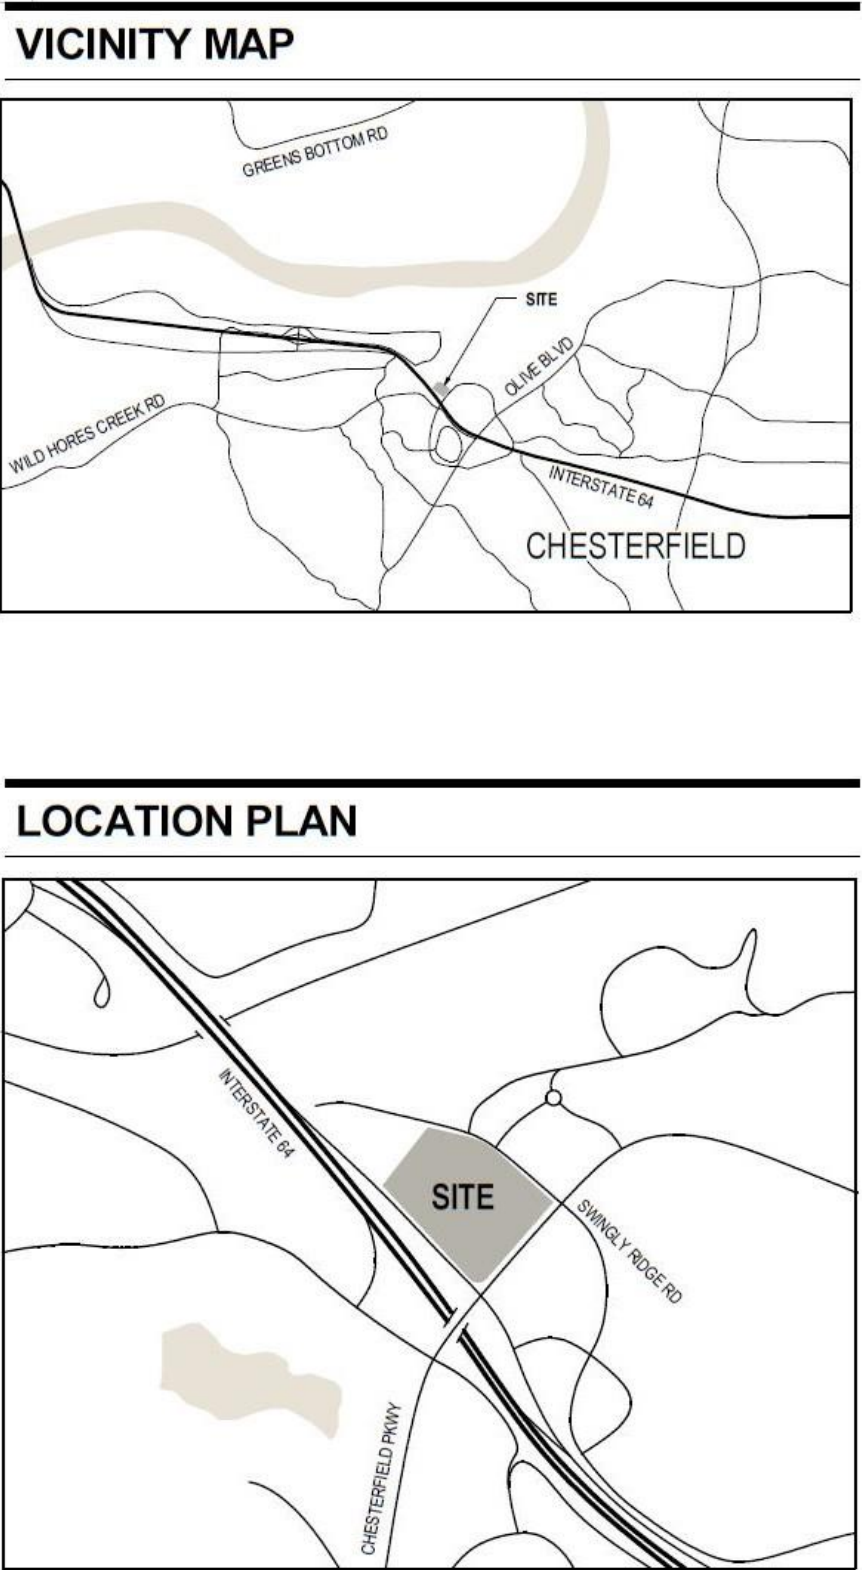 VICINITY MAP
GREENS BOTTOM RD
SITE
OLIVE BLVD
WILD HORES CREEK RD
INTERSTATE 64
CHESTERFIELD
LOCATION PLAN
INTERSTATE 64
SITE
SWINGLY RIDGE RD
CHESTERFIELD PKWY